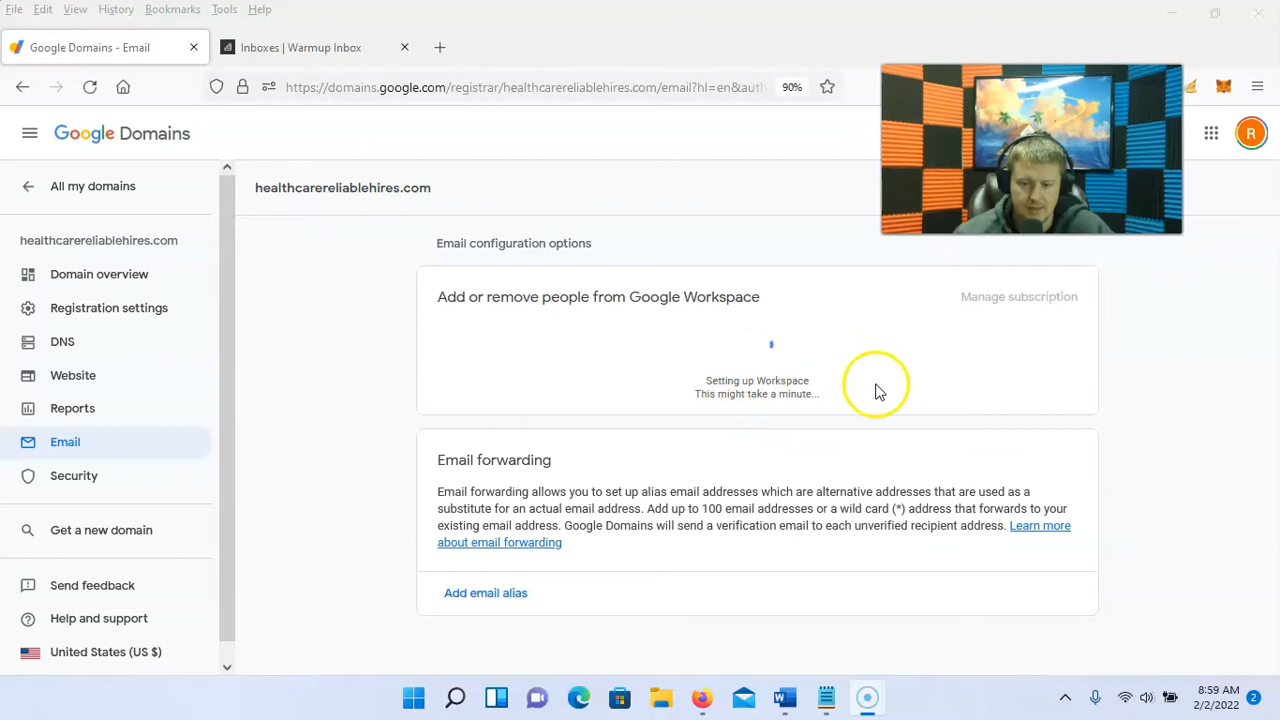 File Edit View History Bookmarks Tools Help
Google Domains - Email
Inboxes | Warmup Inbox
domains.google.com/registrar/healthcarereliablehires.com/email?hl=en&auth
90%
Google Domains
R
All my domains
healthcarereliablehires.com
healthcarereliablehires.com
Domain overview
Registration settings
DNS
Website
Reports
Email
Security
Get a new domain
Send feedback
Help and support
United States (US $)
Email configuration options
Add or remove people from Google Workspace
Manage subscription
Setting up Workspace
This might take a minute...
Email forwarding
Email forwarding allows you to set up alias email addresses which are alternative addresses that are used as a
substitute for an actual email address. Add up to 100 email addresses or a wild card (*) address that forwards to your
existing email address. Google Domains will send a verification email to each unverified recipient address. Learn more
about email forwarding
Add email alias
8:59 AM
2/2/2022
2